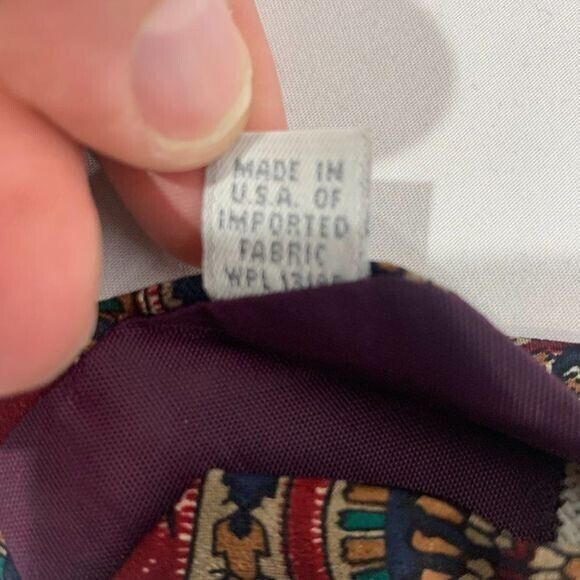 MADE IN
U.S.A. OF
IMPORTED
FABRIC
WPL